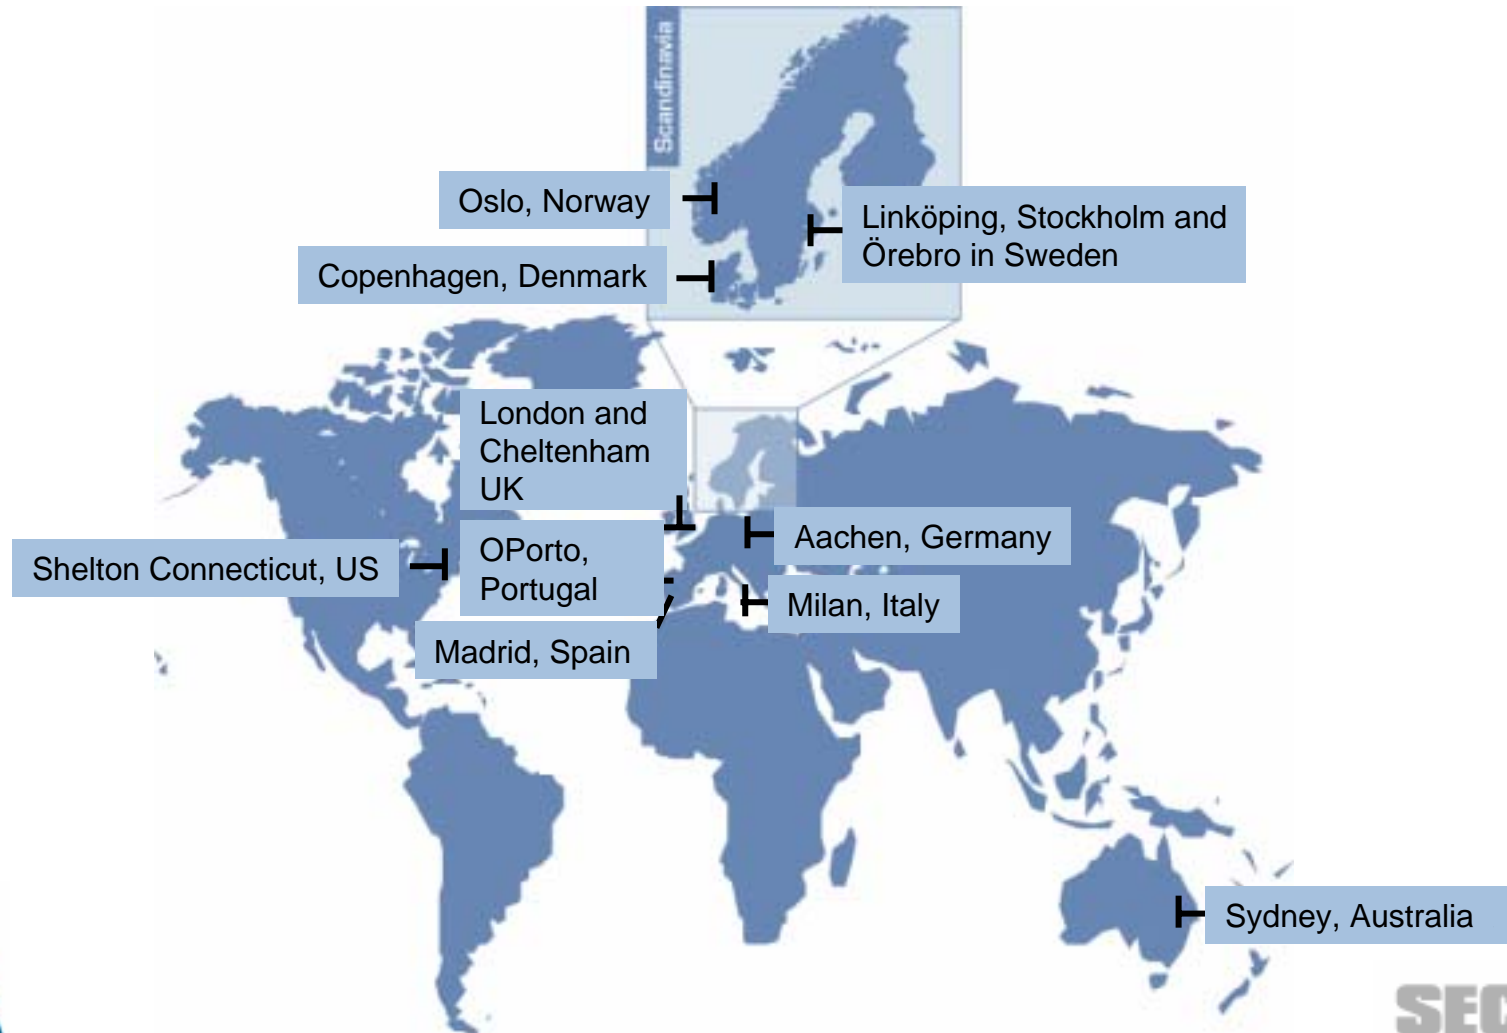 Scandinavia
Oslo, Norway
Linköping, Stockholm and
Örebro in Sweden
Copenhagen, Denmark
London and
Cheltenham
UK
OPorto,
Portugal
Aachen, Germany
Shelton Connecticut, US
Milan, Italy
Madrid, Spain
Sydney, Australia